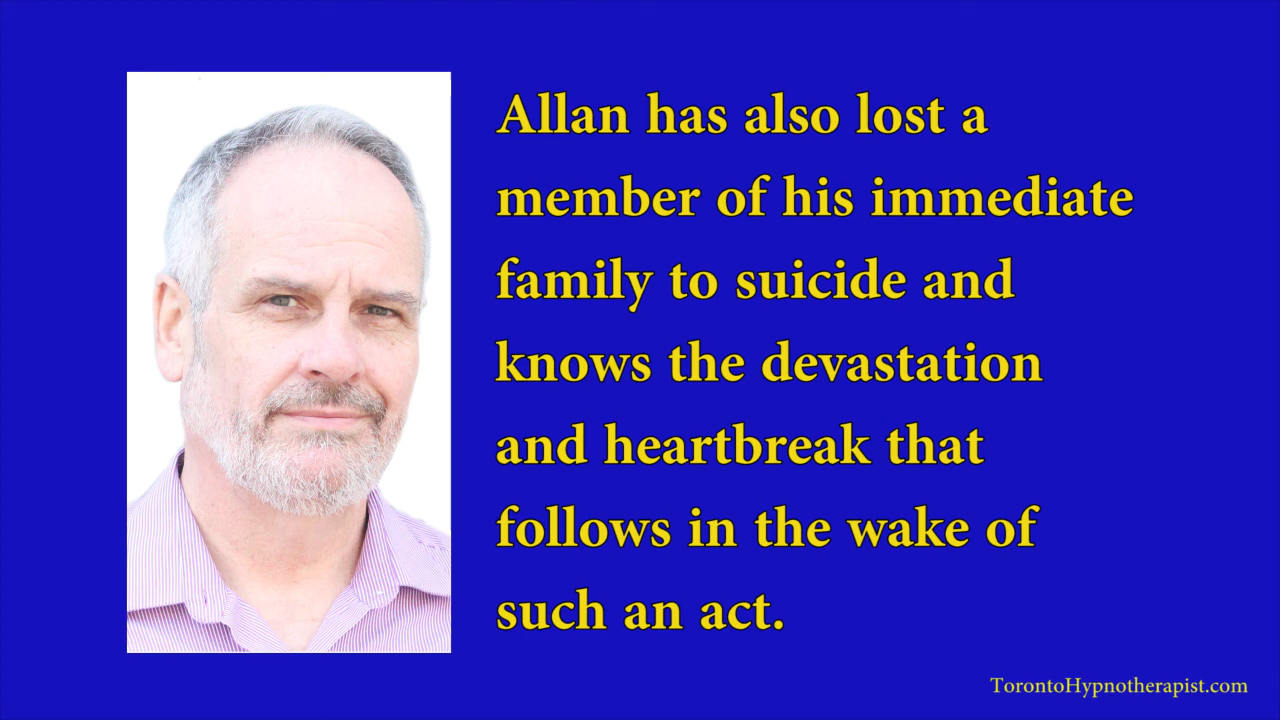 Allan has also lost a
member of his immediate
family to suicide and
knows the devastation
and heartbreak that
follows in the wake of
such an act.
TorontoHypnotherapist.com